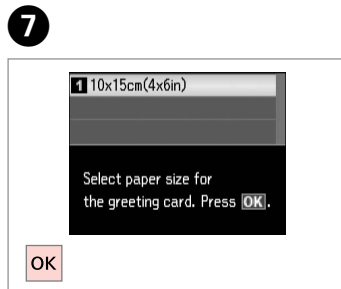 7
1 10x15cm(4x6in)
Select paper size for
the greeting card. Press OK.
OK